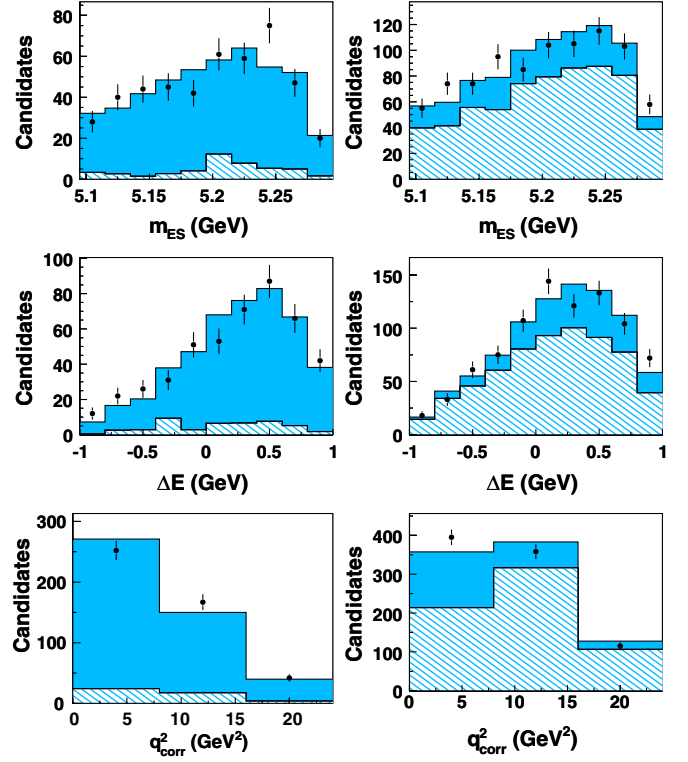 Candidates
80
60
40
20
0
5.1 5.15 5.2 5.25
m_ES (GeV)
Candidates
120
100
80
60
40
20
0
5.1 5.15 5.2 5.25
m_ES (GeV)
Candidates
100
80
60
40
20
0
-1 -0.5 0 0.5 1
ΔE (GeV)
Candidates
150
100
50
0
-1 -0.5 0 0.5 1
ΔE (GeV)
Candidates
300
200
100
0
0 5 10 15 20
q²_corr (GeV²)
Candidates
400
300
200
100
0
0 5 10 15 20
q²_corr (GeV²)